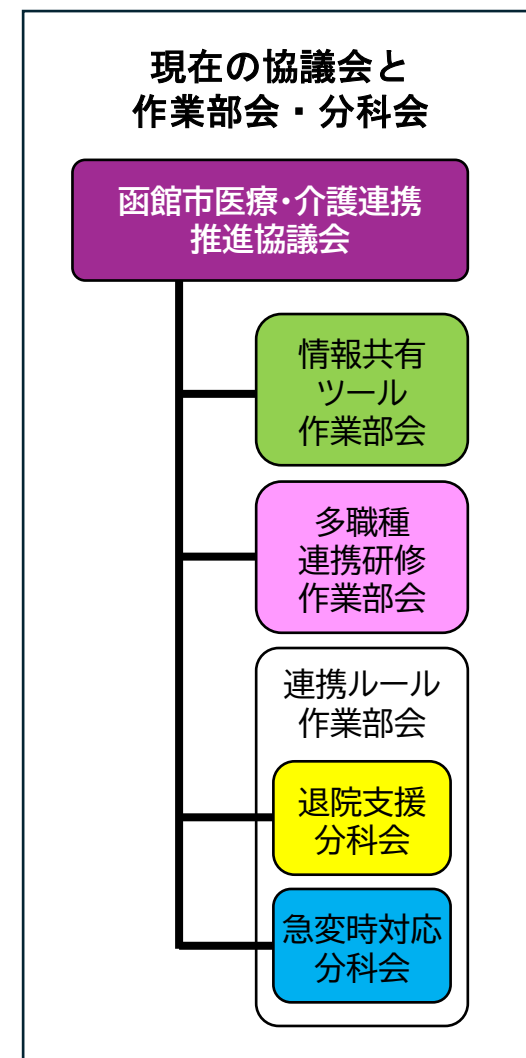 現在の協議会と
作業部会・分科会
函館市医療・介護連携
推進協議会
情報共有
ツール
作業部会
多職種
連携研修
作業部会
連携ルール
作業部会
退院支援
分科会
急変時対応
分科会